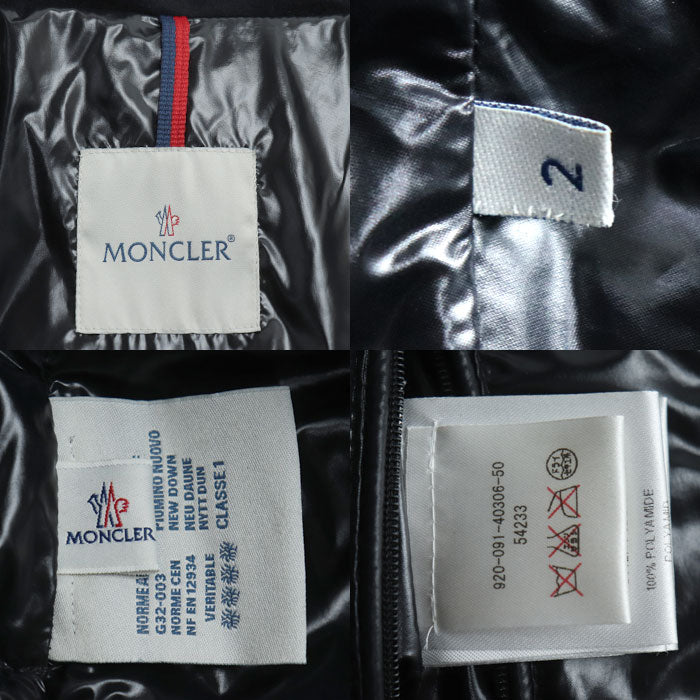 MONCLER®
2
MONCLER
PIUMINO NUOVO
NEW DOWN
NEU DAUNE
NYTT DUN
G32-003
NORME CEN
NF EN 12934
VERITABLE
CLASSE 1
920-091-40306-50
54233
100% POLYAMIDE